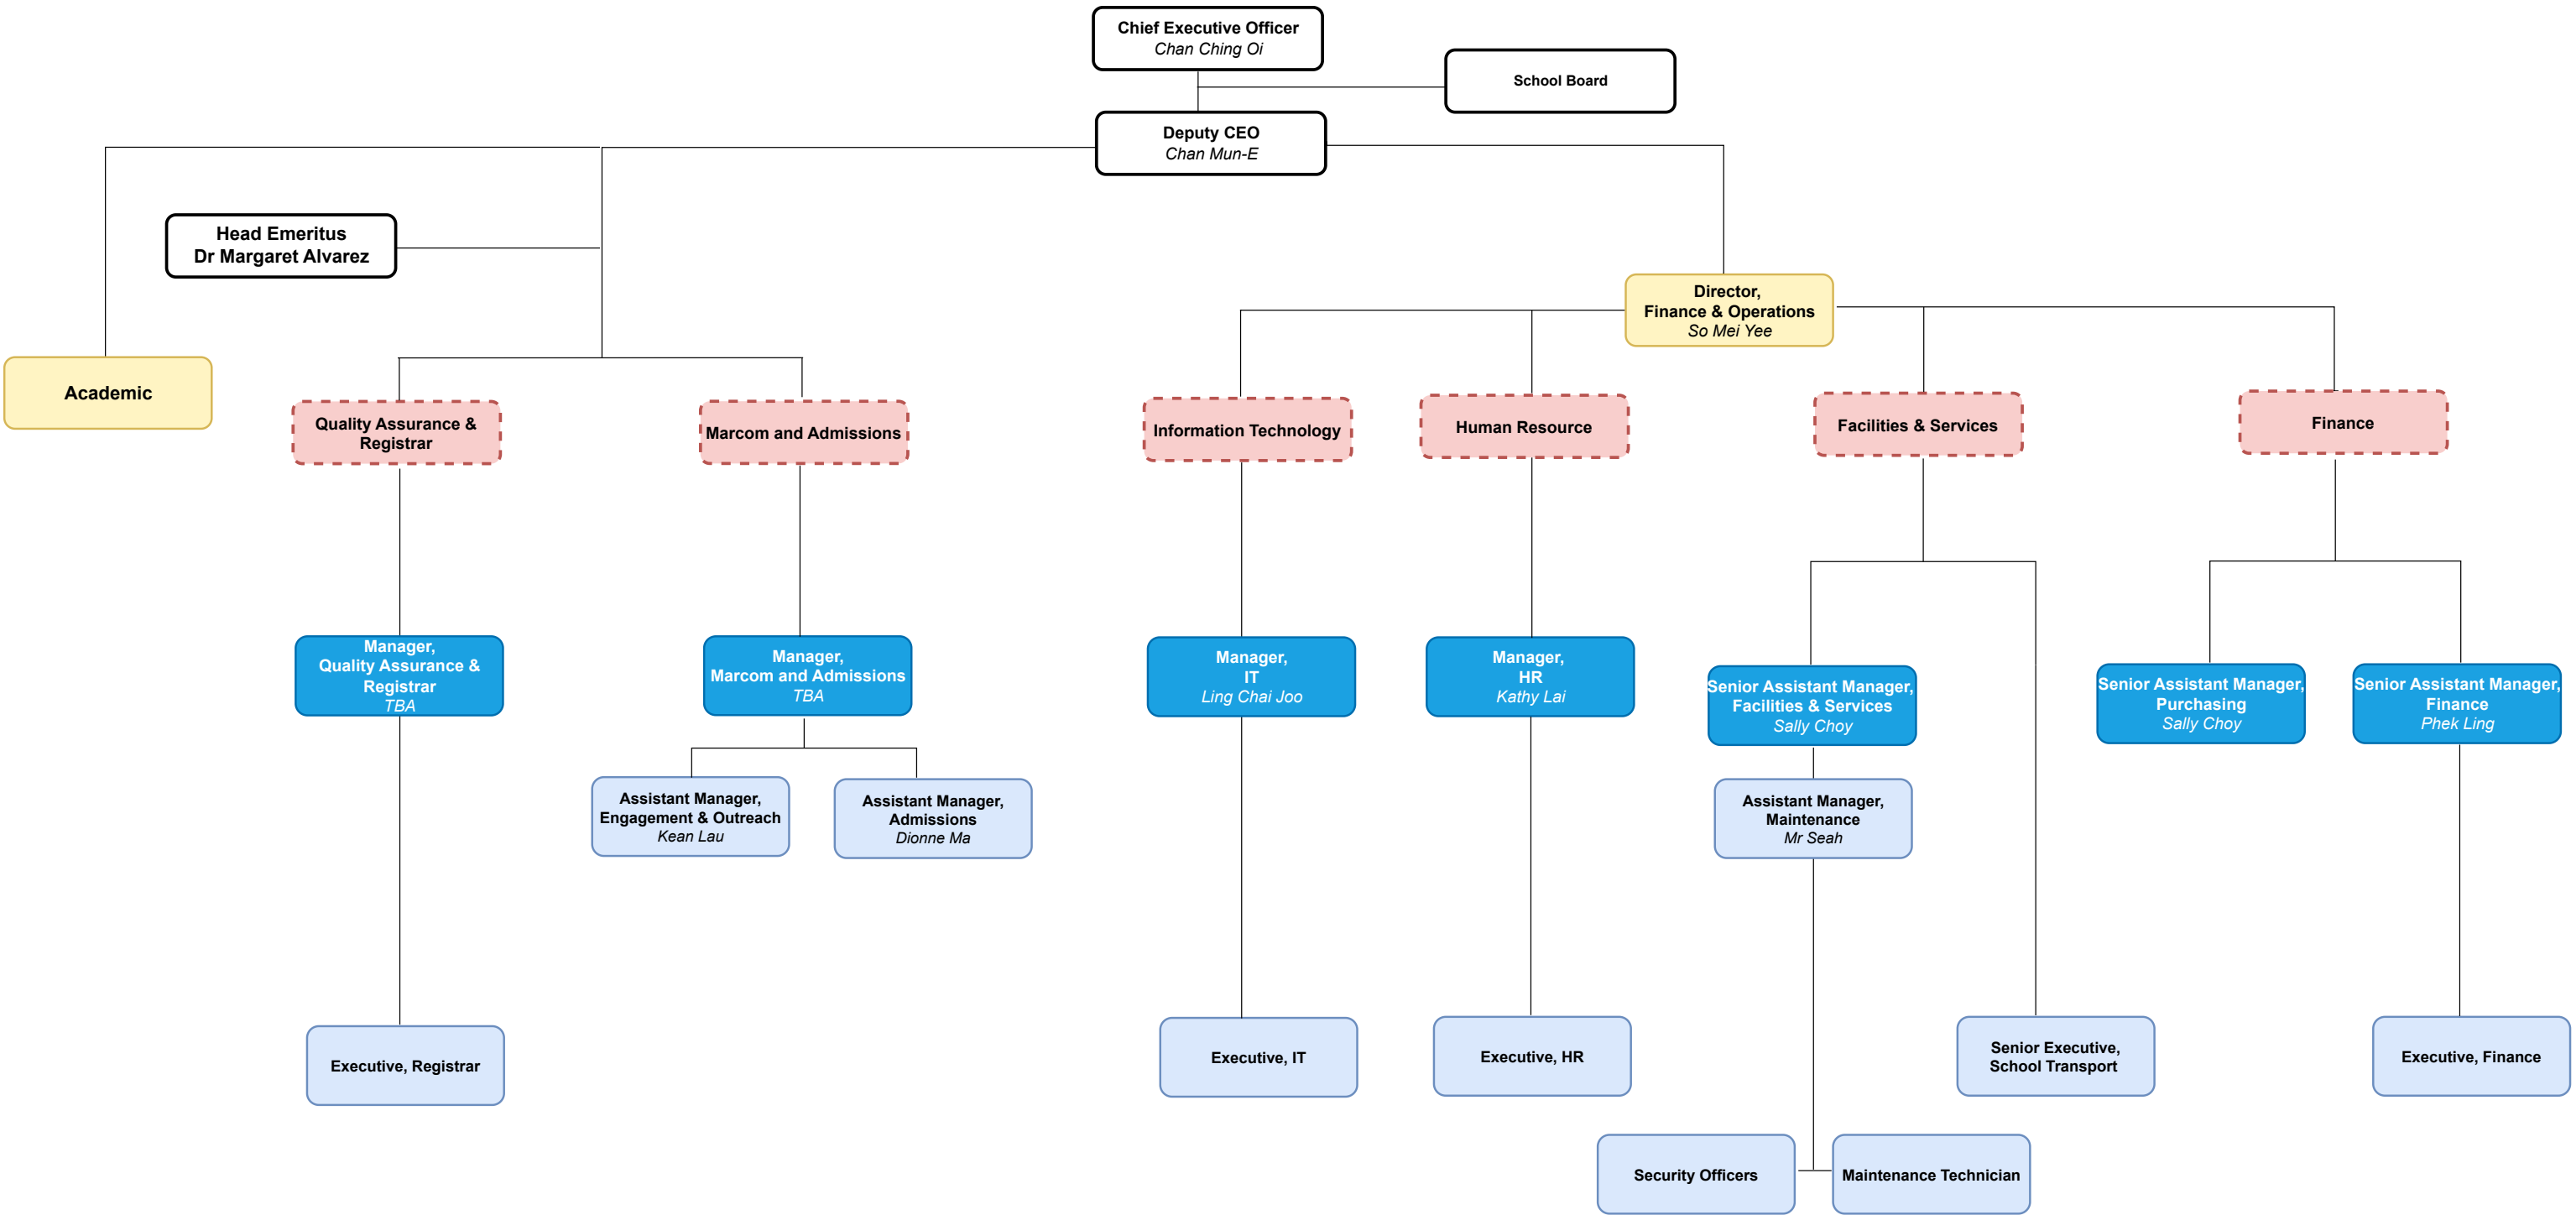 Chief Executive Officer
Chan Ching Oi
School Board
Deputy CEO
Chan Mun-E
Head Emeritus
Dr Margaret Alvarez
Director,
Finance & Operations
So Mei Yee
Academic
Quality Assurance &
Registrar
Marcom and Admissions
Information Technology
Human Resource
Facilities & Services
Finance
Manager,
Quality Assurance &
Registrar
TBA
Manager,
Marcom and Admissions
TBA
Manager,
IT
Ling Chai Joo
Manager,
HR
Kathy Lai
Senior Assistant Manager,
Facilities & Services
Sally Choy
Senior Assistant Manager,
Purchasing
Sally Choy
Senior Assistant Manager,
Finance
Phek Ling
Assistant Manager,
Engagement & Outreach
Kean Lau
Assistant Manager,
Admissions
Dionne Ma
Assistant Manager,
Maintenance
Mr Seah
Executive, Registrar
Executive, IT
Executive, HR
Senior Executive,
School Transport
Executive, Finance
Security Officers
Maintenance Technician